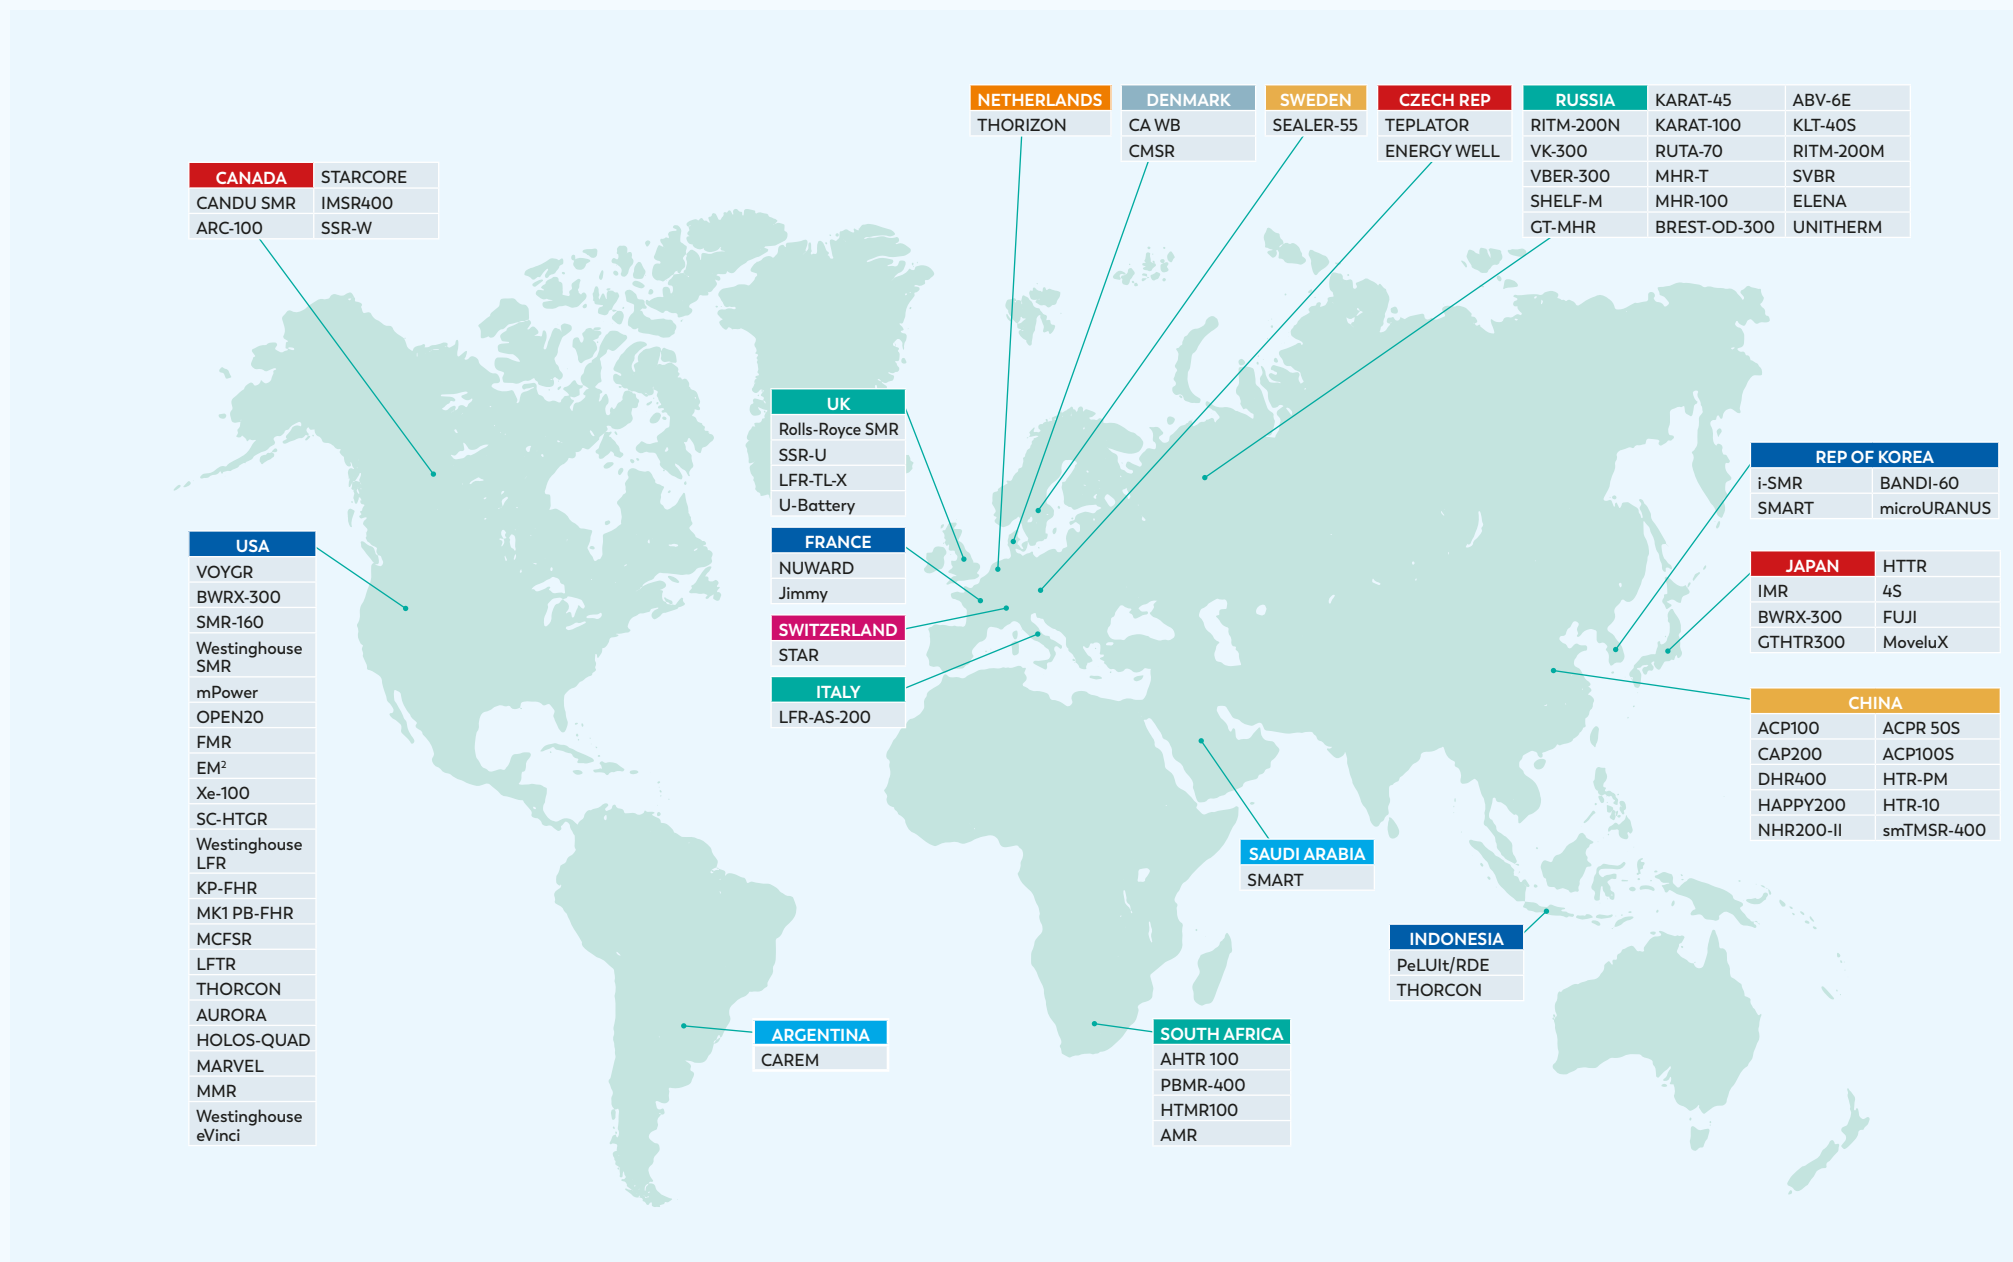 NETHERLANDS
THORIZON
DENMARK
CA WB
CMSR
SWEDEN
SEALER-55
CZECH REP
TEPLATOR
ENERGY WELL
RUSSIA
RITM-200N
VK-300
VBER-300
SHELF-M
GT-MHR
KARAT-45
KARAT-100
RUTA-70
MHR-T
MHR-100
BREST-OD-300
ABV-6E
KLT-40S
RITM-200M
SVBR
ELENA
UNITHERM
CANADA
CANDU SMR
ARC-100
STARCORE
IMSR400
SSR-W
UK
Rolls-Royce SMR
SSR-U
LFR-TL-X
U-Battery
FRANCE
NUWARD
Jimmy
SWITZERLAND
STAR
ITALY
LFR-AS-200
REP OF KOREA
i-SMR
SMART
BANDI-60
microURANUS
JAPAN
IMR
BWRX-300
GTHTR300
HTTR
4S
FUJI
MoveluX
CHINA
ACP100
CAP200
DHR400
HAPPY200
NHR200-II
ACPR 50S
ACP100S
HTR-PM
HTR-10
smTMSR-400
USA
VOYGR
BWRX-300
SMR-160
Westinghouse
SMR
mPower
OPEN20
FMR
EM²
Xe-100
SC-HTGR
Westinghouse
LFR
KP-FHR
MK1 PB-FHR
MCFSR
LFTR
THORCON
AURORA
HOLOS-QUAD
MARVEL
MMR
Westinghouse
eVinci
SAUDI ARABIA
SMART
INDONESIA
PeLUIt/RDE
THORCON
ARGENTINA
CAREM
SOUTH AFRICA
AHTR 100
PBMR-400
HTMR100
AMR